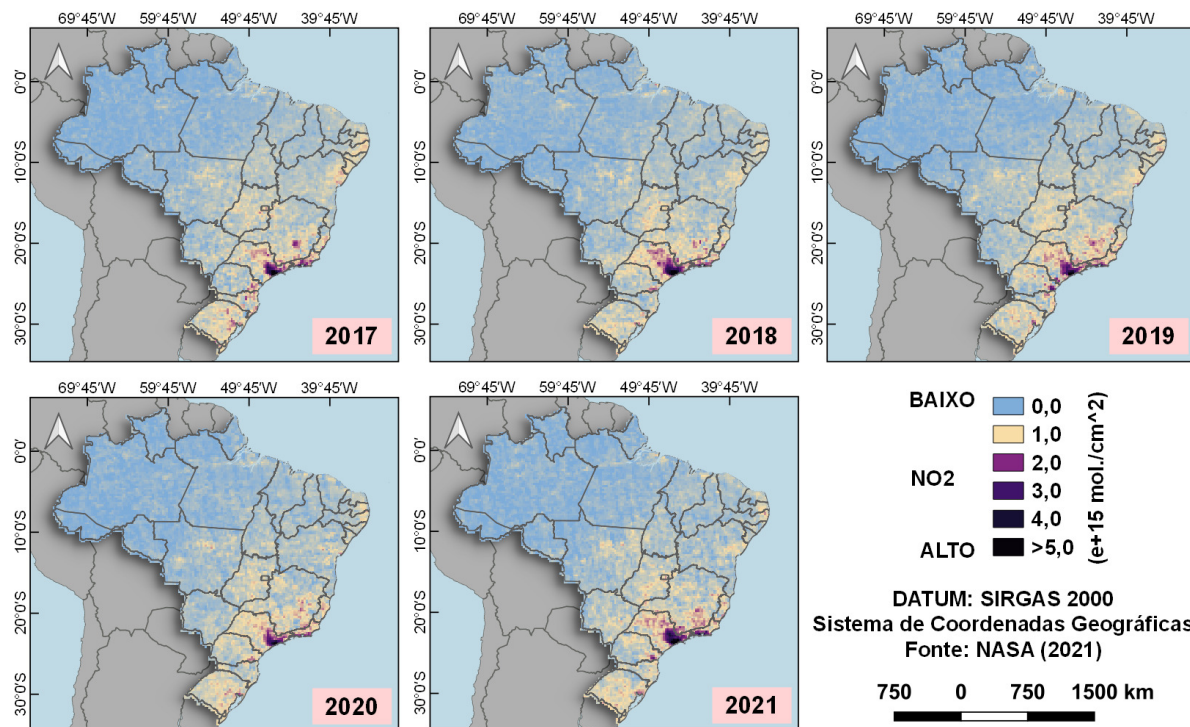 69°45'W 59°45'W 49°45'W 39°45'W
69°45'W 59°45'W 49°45'W 39°45'W
69°45'W 59°45'W 49°45'W 39°45'W
0°0'
10°0'S
20°0'S
30°0'S
2017
0°0'
10°0'S
20°0'S
30°0'S
2018
0°0'
10°0'S
20°0'S
30°0'S
2019
69°45'W 59°45'W 49°45'W 39°45'W
69°45'W 59°45'W 49°45'W 39°45'W
0°0'
10°0'S
20°0'S
30°0'S
2020
0°0'
10°0'S
20°0'S
30°0'S
2021
BAIXO
NO2
ALTO
0,0
1,0
2,0
3,0
4,0
>5,0
(e+15 mol./cm^2)
DATUM: SIRGAS 2000
Sistema de Coordenadas Geográficas
Fonte: NASA (2021)
750 0 750 1500 km